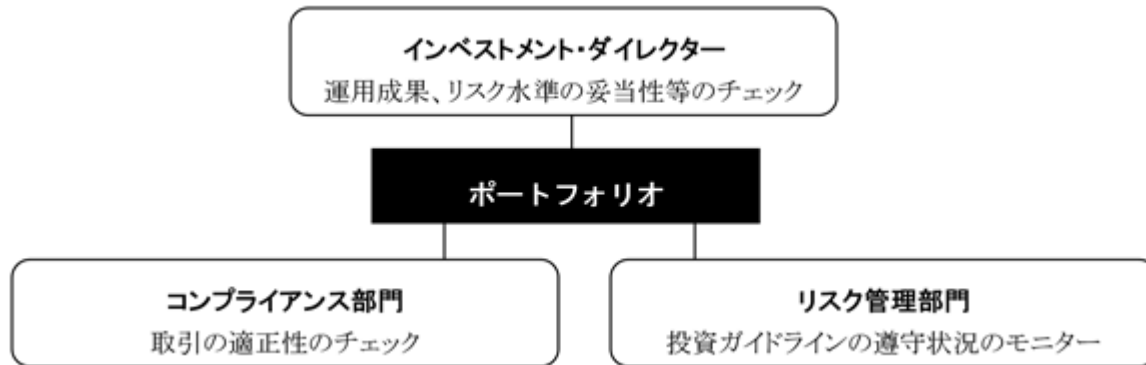 インベストメント・ダイレクター
運用成果、リスク水準の妥当性等のチェック
ポートフォリオ
コンプライアンス部門
取引の適正性のチェック
リスク管理部門
投資ガイドラインの遵守状況のモニター